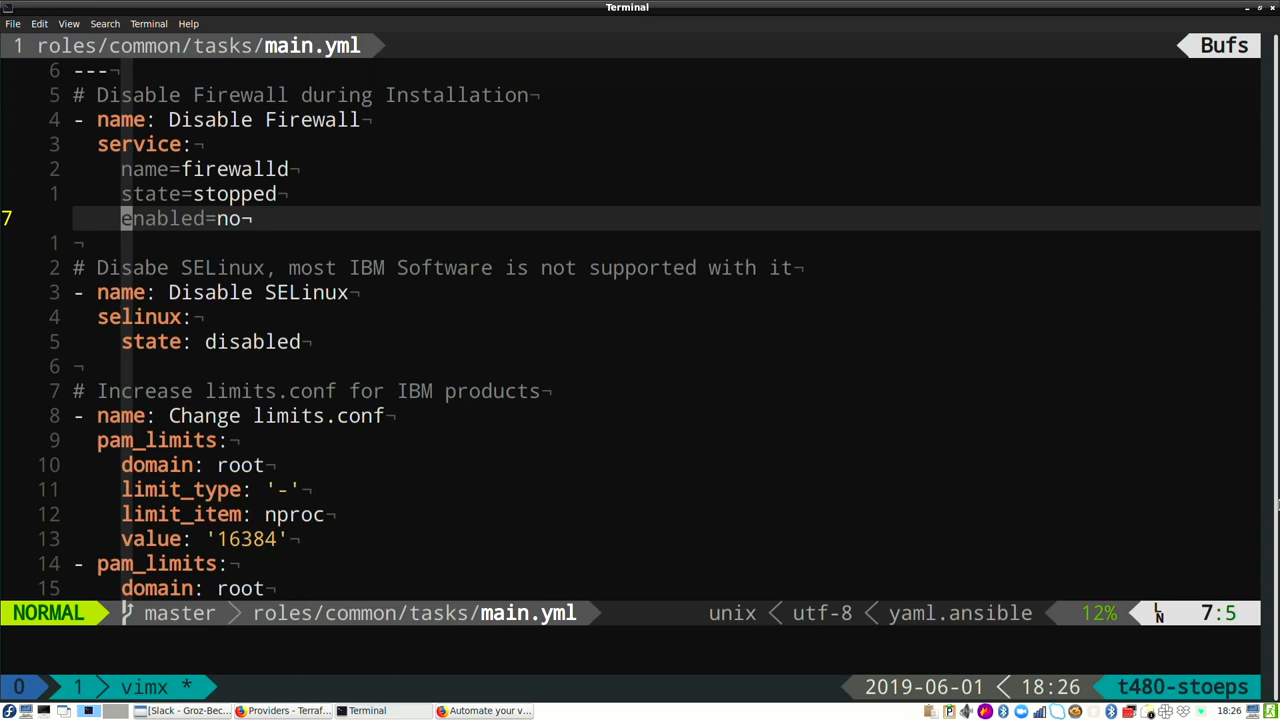 Terminal
File Edit View Search Terminal Help
1 roles/common/tasks/main.yml Bufs
6 ---¬
5 # Disable Firewall during Installation¬
4 - name: Disable Firewall¬
3 service:¬
2 name=firewalld¬
1 state=stopped¬
7 enabled=no¬
1 ¬
2 # Disabe SELinux, most IBM Software is not supported with it¬
3 - name: Disable SELinux¬
4 selinux:¬
5 state: disabled¬
6 ¬
7 # Increase limits.conf for IBM products¬
8 - name: Change limits.conf¬
9 pam_limits:¬
10 domain: root¬
11 limit_type: '-'¬
12 limit_item: nproc¬
13 value: '16384'¬
14 - pam_limits:¬
15 domain: root¬
NORMAL master roles/common/tasks/main.yml unix utf-8 yaml.ansible 12% LN 7:5
0 1 vimx * 2019-06-01 18:26 t480-stoeps
[Slack - Groz-Bec... Providers - Terraf... Terminal Automate your v... 18:26